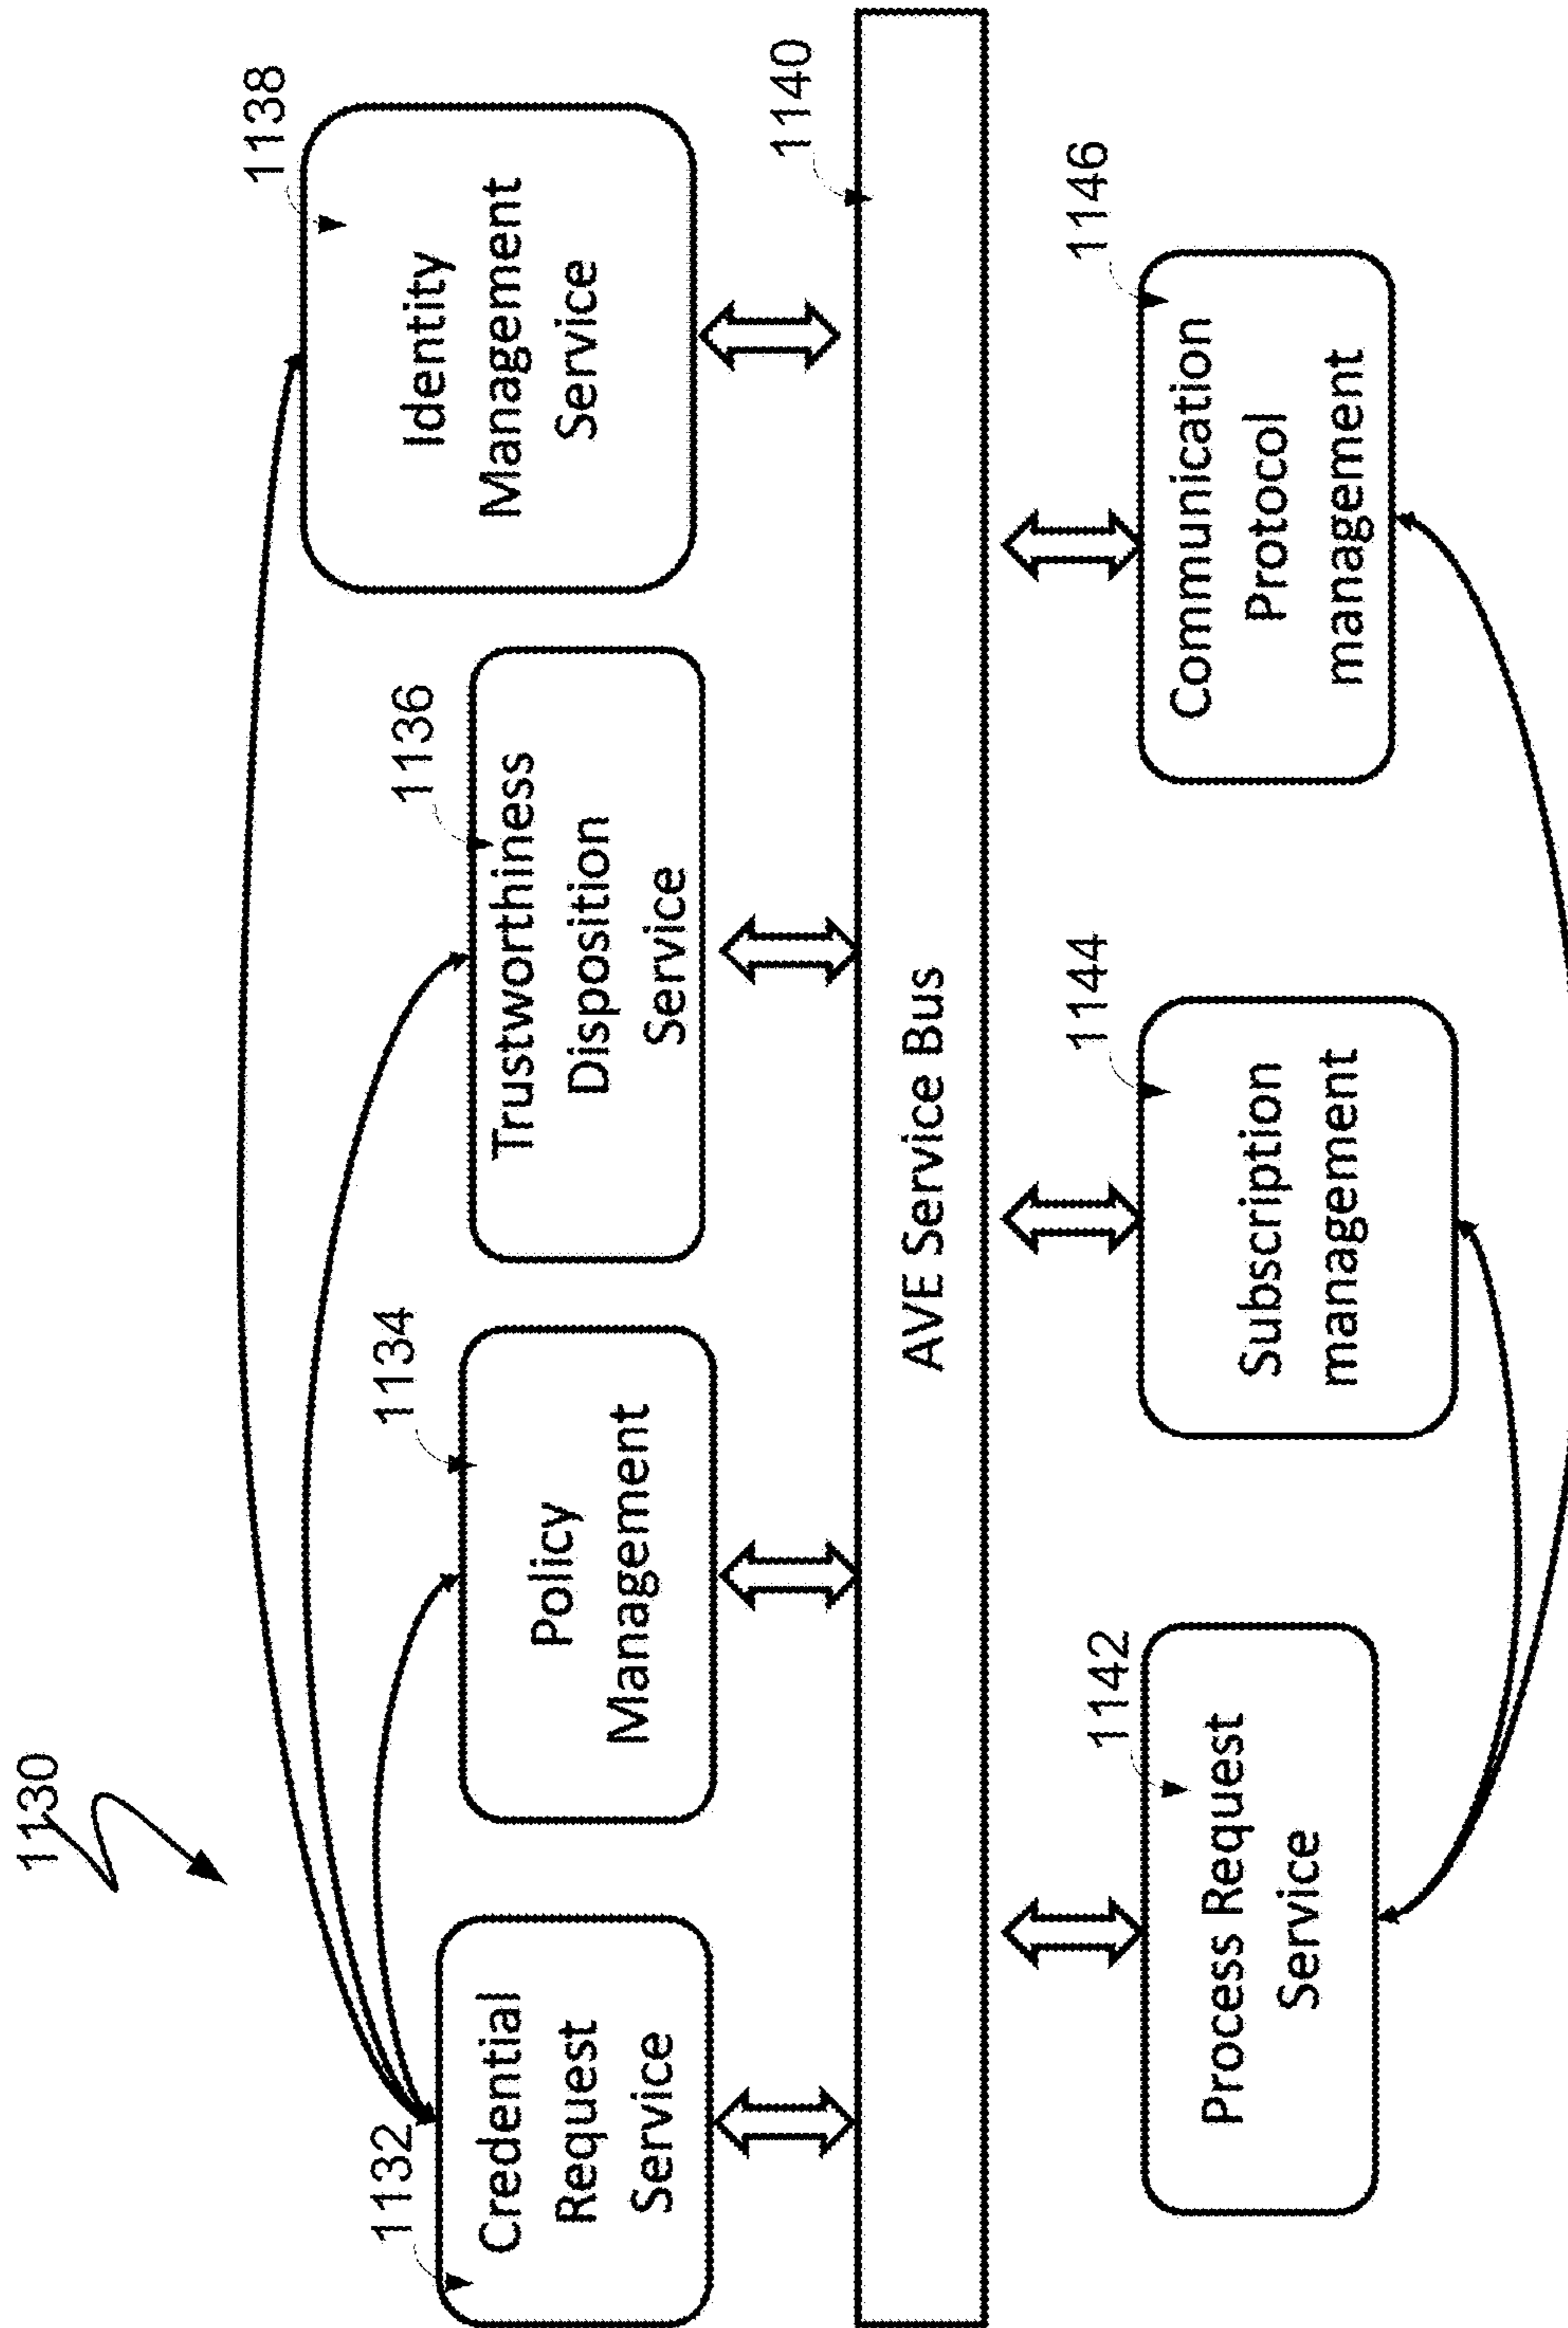 1130
1132
Credential
Request
Service
1134
Policy
Management
1136
Trustworthiness
Disposition
Service
1138
Identity
Management
Service
1140
AVE Service Bus
1142
Process Request
Service
1144
Subscription
management
1146
Communication
Protocol
management